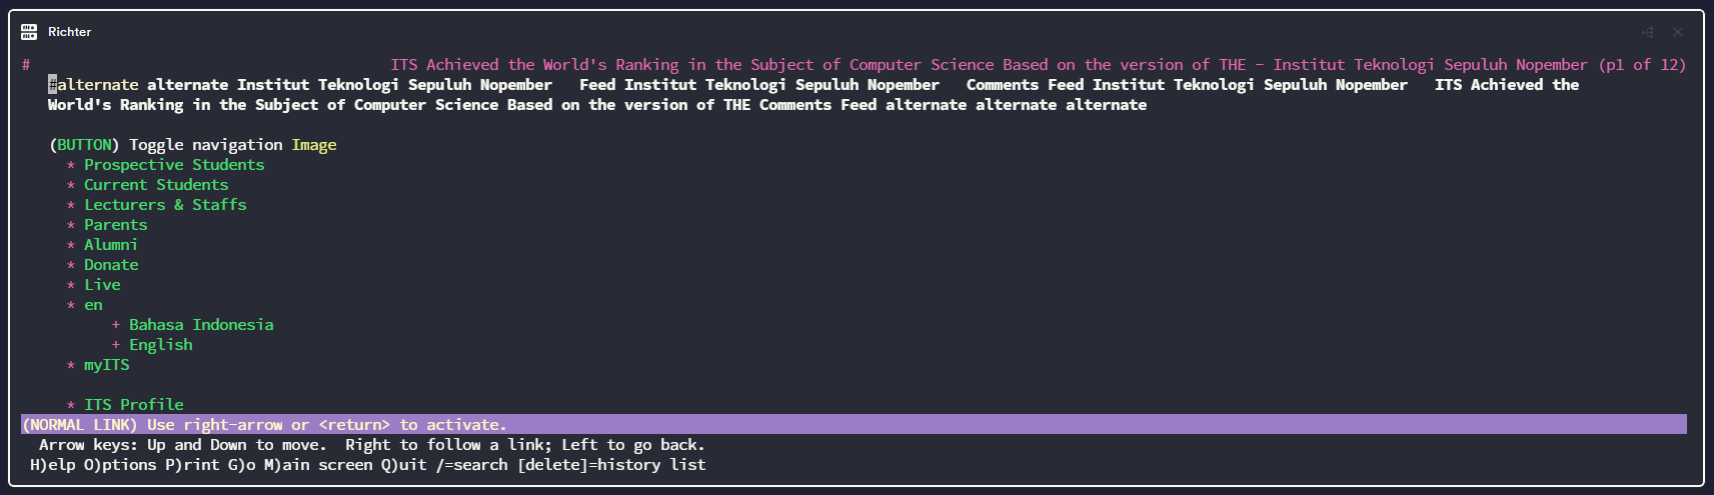 Richter
# ITS Achieved the World's Ranking in the Subject of Computer Science Based on the version of THE - Institut Teknologi Sepuluh Nopember (p1 of 12)
#alternate alternate Institut Teknologi Sepuluh Nopember Feed Institut Teknologi Sepuluh Nopember Comments Feed Institut Teknologi Sepuluh Nopember ITS Achieved the
World's Ranking in the Subject of Computer Science Based on the version of THE Comments Feed alternate alternate alternate
(BUTTON) Toggle navigation Image
* Prospective Students
* Current Students
* Lecturers & Staffs
* Parents
* Alumni
* Donate
* Live
* en
+ Bahasa Indonesia
+ English
* myITS
* ITS Profile
(NORMAL LINK) Use right-arrow or <return> to activate.
Arrow keys: Up and Down to move. Right to follow a link; Left to go back.
H)elp O)ptions P)rint G)o M)ain screen Q)uit /=search [delete]=history list